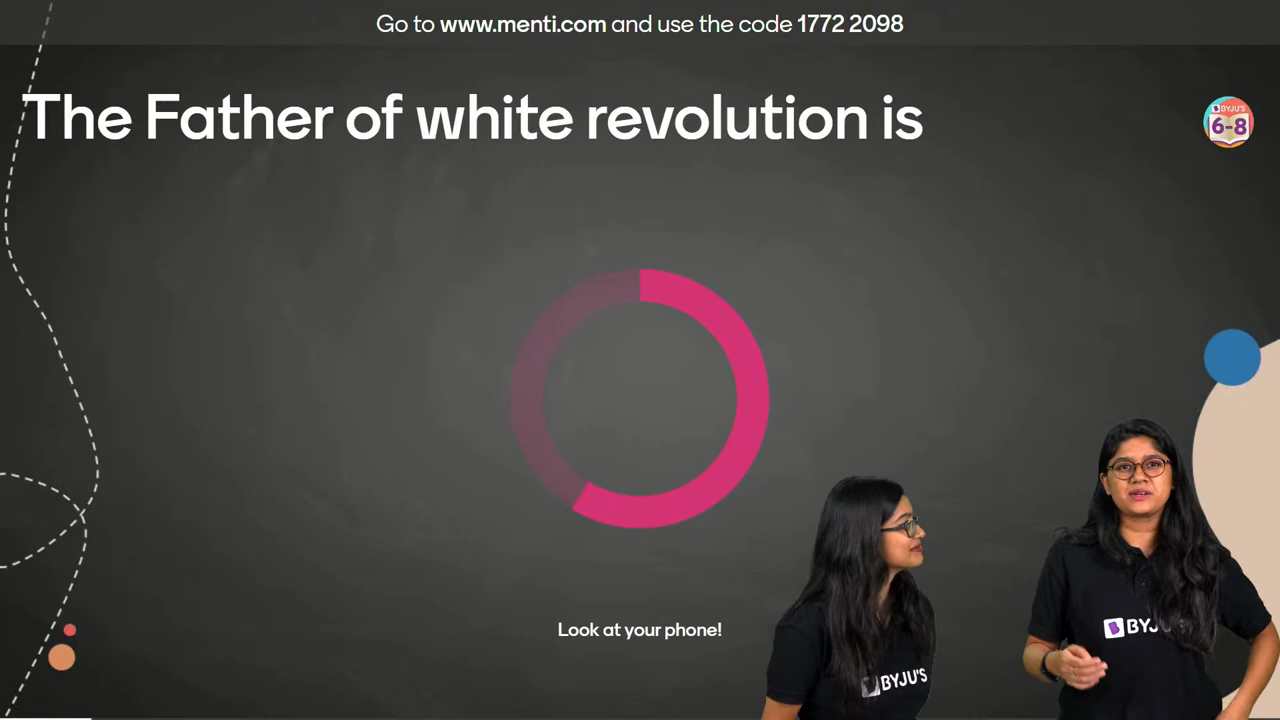 Go to www.menti.com and use the code 1772 2098
The Father of white revolution is
BYJU'S
6-8
Look at your phone!
BYJU'S
BYJU'S